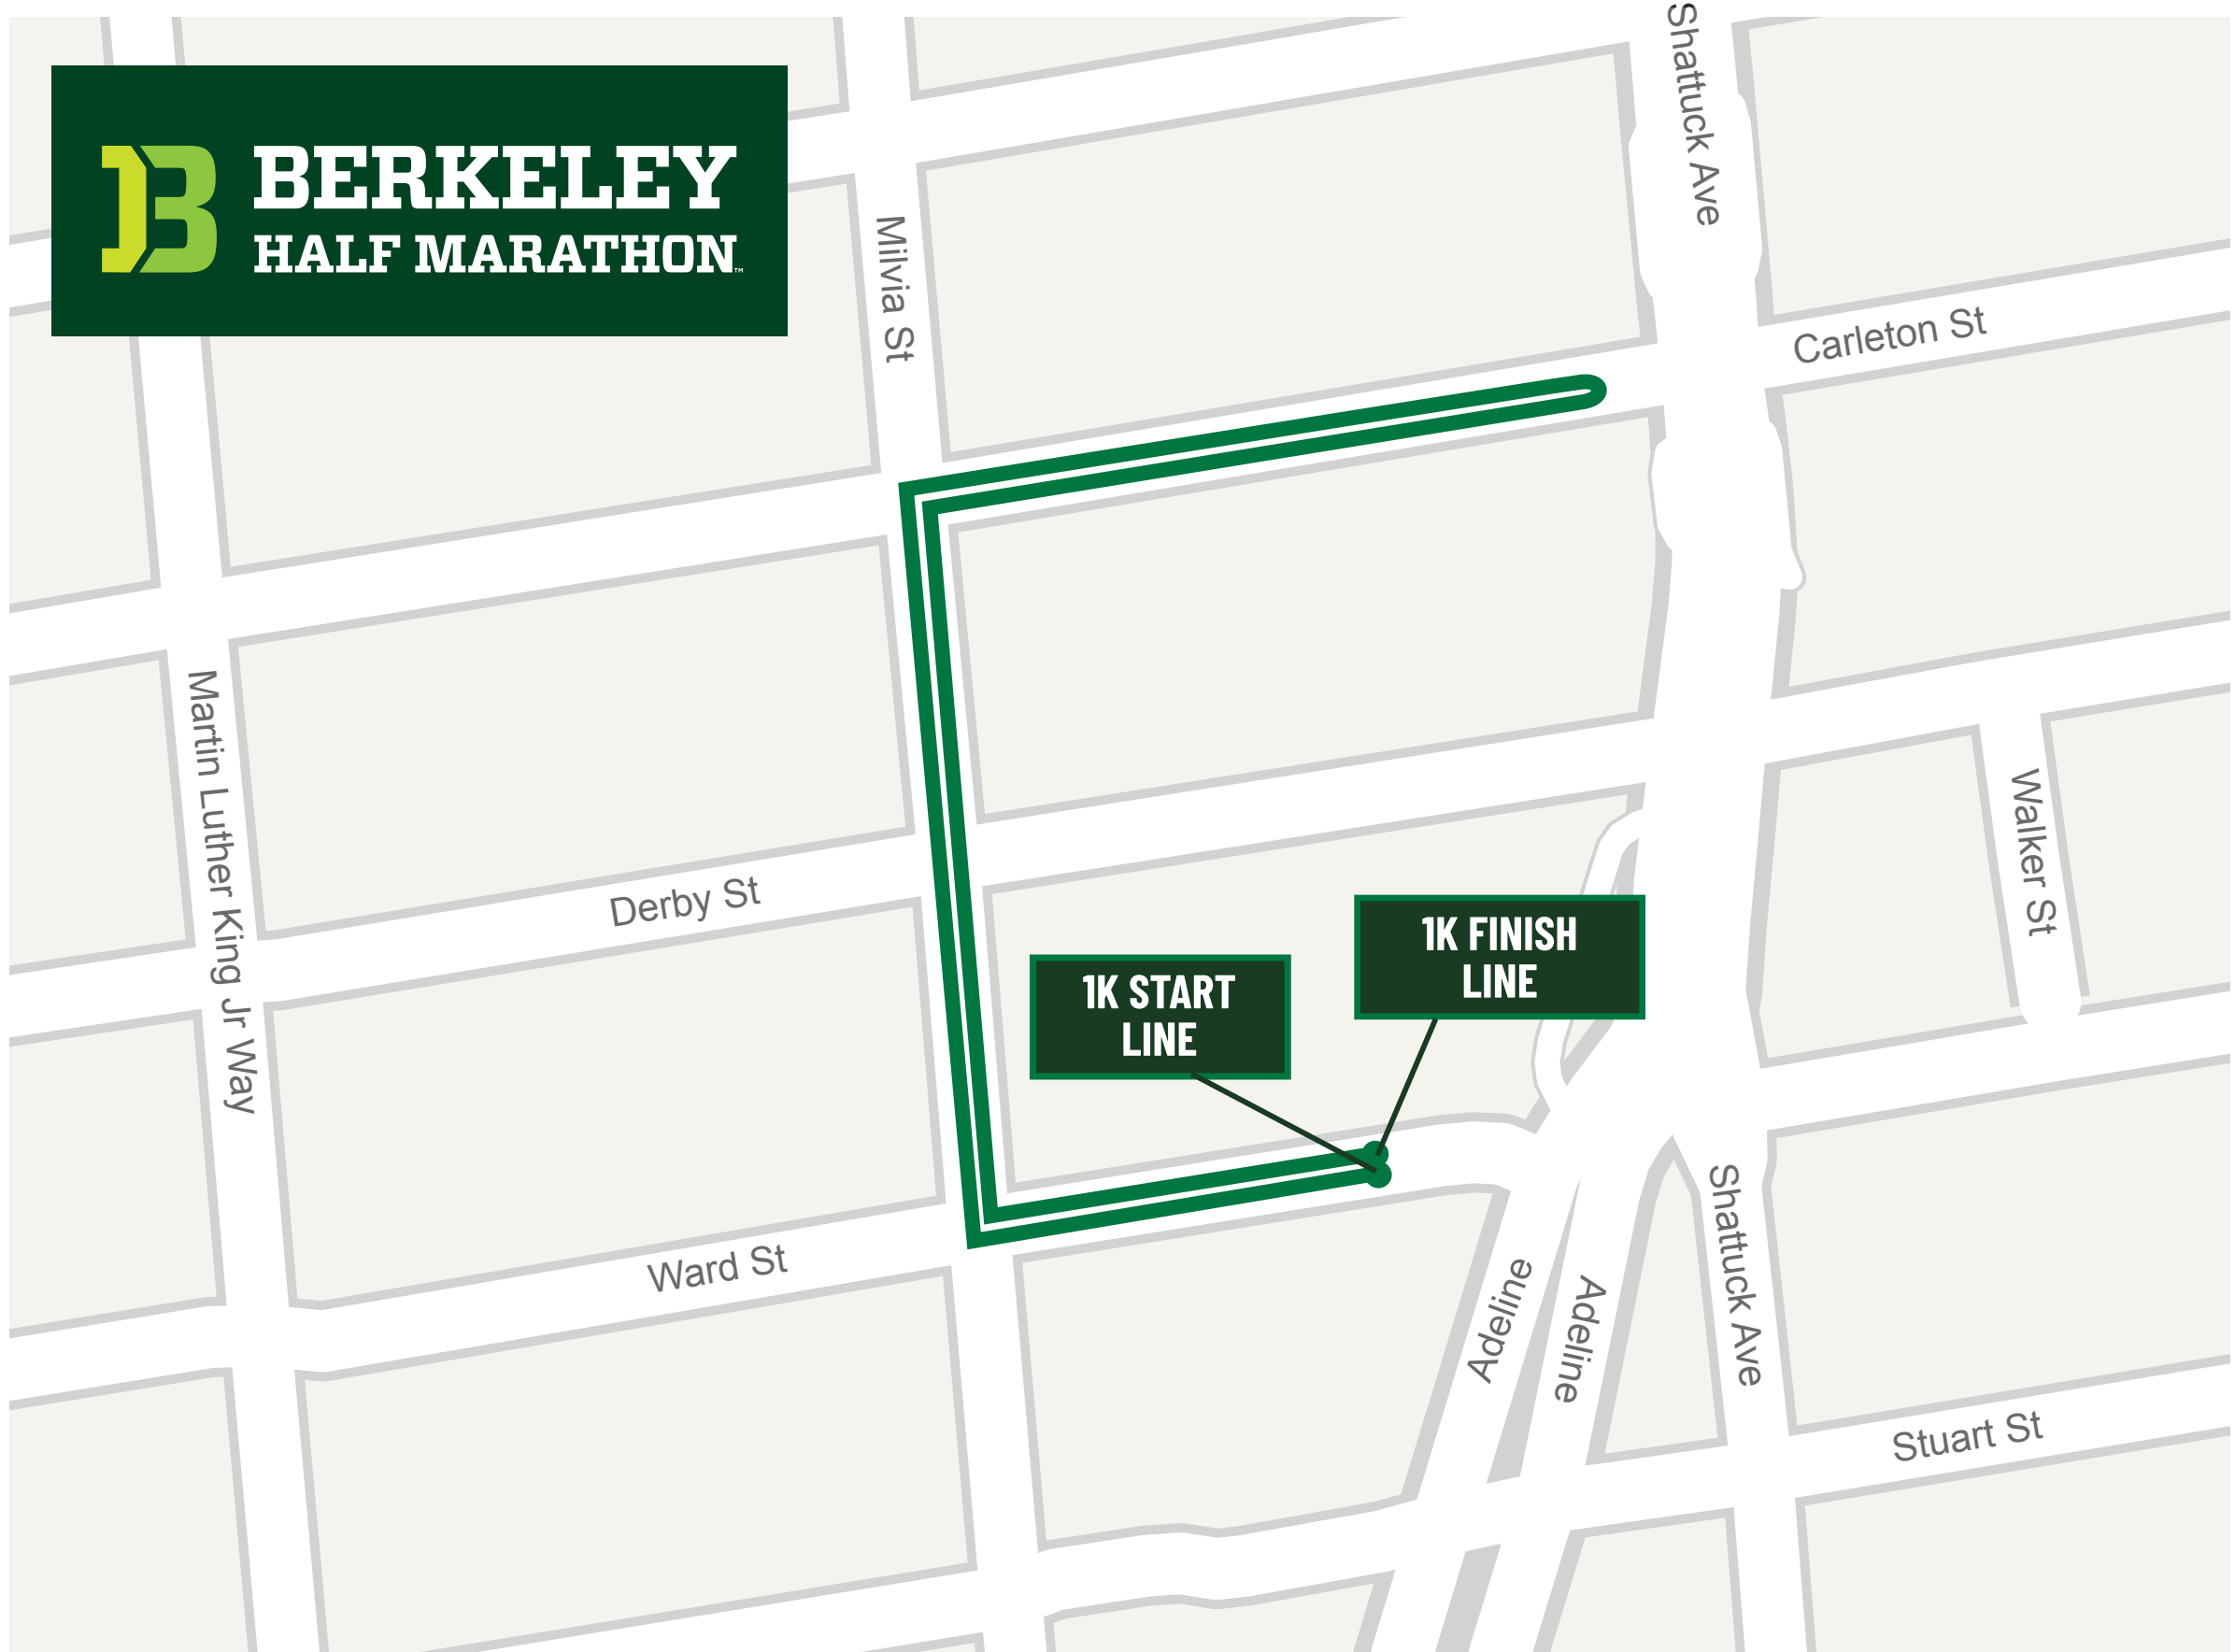 BERKELEY
HALF MARATHON™
Shattuck Ave
Milvia St
Carleton St
Martin Luther King Jr Way
Derby St
Walker St
1K START
LINE
1K FINISH
LINE
Ward St
Adeline
Adeline
Shattuck Ave
Stuart St